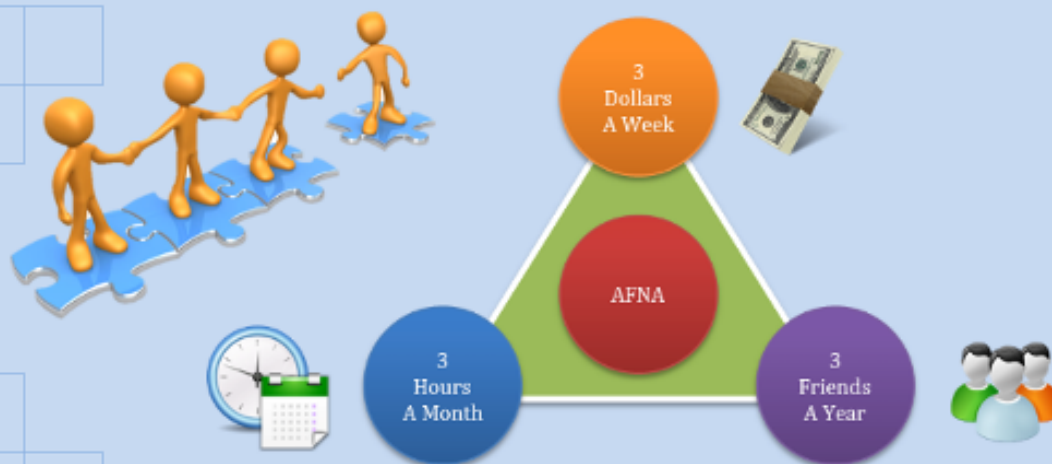 3
Dollars
A Week
AFNA
3
Hours
A Month
3
Friends
A Year